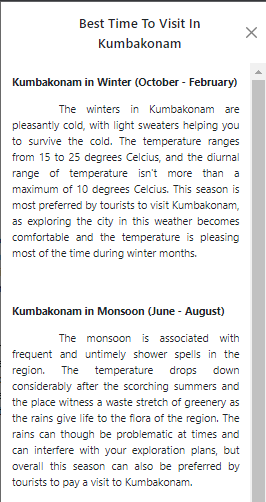 Best Time To Visit In
Kumbakonam
Kumbakonam in Winter (October - February)
The winters in Kumbakonam are
pleasantly cold, with light sweaters helping you
to survive the cold. The temperature ranges
from 15 to 25 degrees Celcius, and the diurnal
range of temperature isn't more than a
maximum of 10 degrees Celcius. This season is
most preferred by tourists to visit Kumbakonam,
as exploring the city in this weather becomes
comfortable and the temperature is pleasing
most of the time during winter months.
Kumbakonam in Monsoon (June - August)
The monsoon is associated with
frequent and untimely shower spells in the
region. The temperature drops down
considerably after the scorching summers and
the place witness a waste stretch of greenery as
the rains give life to the flora of the region. The
rains can though be problematic at times and
can interfere with your exploration plans, but
overall this season can also be preferred by
tourists to pay a visit to Kumbakonam.